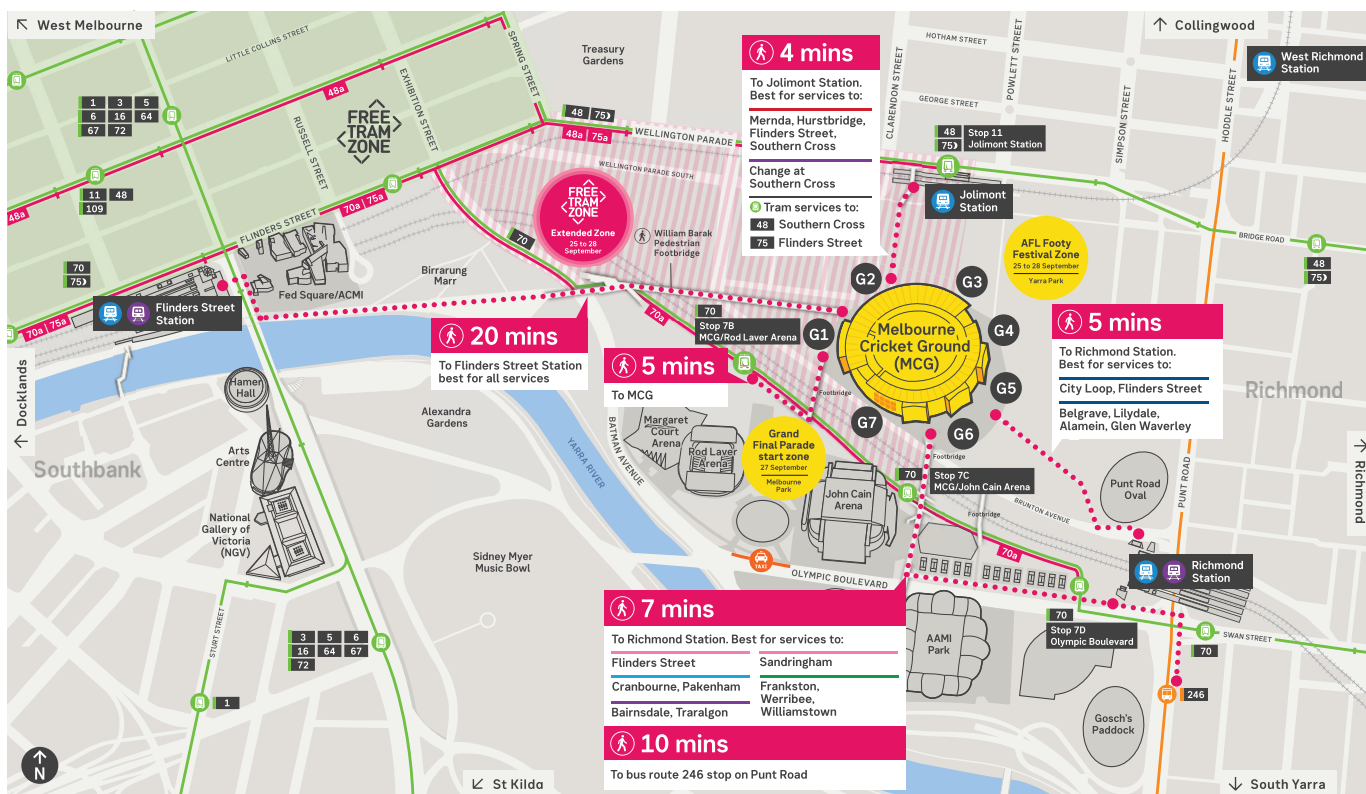 West Melbourne
LITTLE COLLINS STREET
SPRING STREET
EXHIBITION STREET
RUSSELL STREET
48a
FREE
TRAM
ZONE
1 3 5
6 16 64
67 72
11 48
109
48a
70
75
70a | 75a
FLINDERS STREET
70a | 75a
Flinders Street
Station
Fed Square/ACMI
Treasury
Gardens
48 75
48a | 75a
WELLINGTON PARADE
WELLINGTON PARADE SOUTH
FREE
TRAM
ZONE
Extended Zone
25 to 28
September
70
William Barak
Pedestrian
Footbridge
Birrarung
Marr
4 mins
To Jolimont Station.
Best for services to:
Mernda, Hurstbridge,
Flinders Street,
Southern Cross
Change at
Southern Cross
Tram services to:
48 Southern Cross
75 Flinders Street
Collingwood
HOTHAM STREET
POWLETT STREET
CLARENDON STREET
GEORGE STREET
SIMPSON STREET
HODDLE STREET
West Richmond
Station
48 Stop 11
75 Jolimont Station
Jolimont
Station
BRIDGE ROAD
48
75
AFL Footy
Festival Zone
25 to 28 September
Yarra Park
G2
G3
G1
G4
G5
G7
G6
Melbourne
Cricket Ground
(MCG)
70a
70
Stop 7B
MCG/Rod Laver Arena
20 mins
To Flinders Street Station
best for all services
5 mins
To MCG
5 mins
To Richmond Station.
Best for services to:
City Loop, Flinders Street
Belgrave, Lilydale,
Alamein, Glen Waverley
Richmond
Docklands
Hamer
Hall
Alexandra
Gardens
Arts
Centre
Southbank
National
Gallery of
Victoria
(NGV)
YARRA RIVER
BATMAN AVENUE
Margaret
Court
Arena
Rod Laver
Arena
Footbridge
Grand
Final Parade
start zone
27 September
Melbourne
Park
John Cain
Arena
Footbridge
70 Stop 7C
MCG/John Cain Arena
Footbridge
BRUNTON AVENUE
Punt Road
Oval
PUNT ROAD
Richmond
Sidney Myer
Music Bowl
TAXI
OLYMPIC BOULEVARD
70a
Richmond
Station
70
Stop 7D
Olympic Boulevard
SWAN STREET
70
246
AAMI
Park
Gosch's
Paddock
7 mins
To Richmond Station. Best for services to:
Flinders Street
Cranbourne, Pakenham
Bairnsdale, Traralgon
Sandringham
Frankston,
Werribee,
Williamstown
10 mins
To bus route 246 stop on Punt Road
STURT STREET
3 5 6
16 64 67
72
1
N
St Kilda
South Yarra